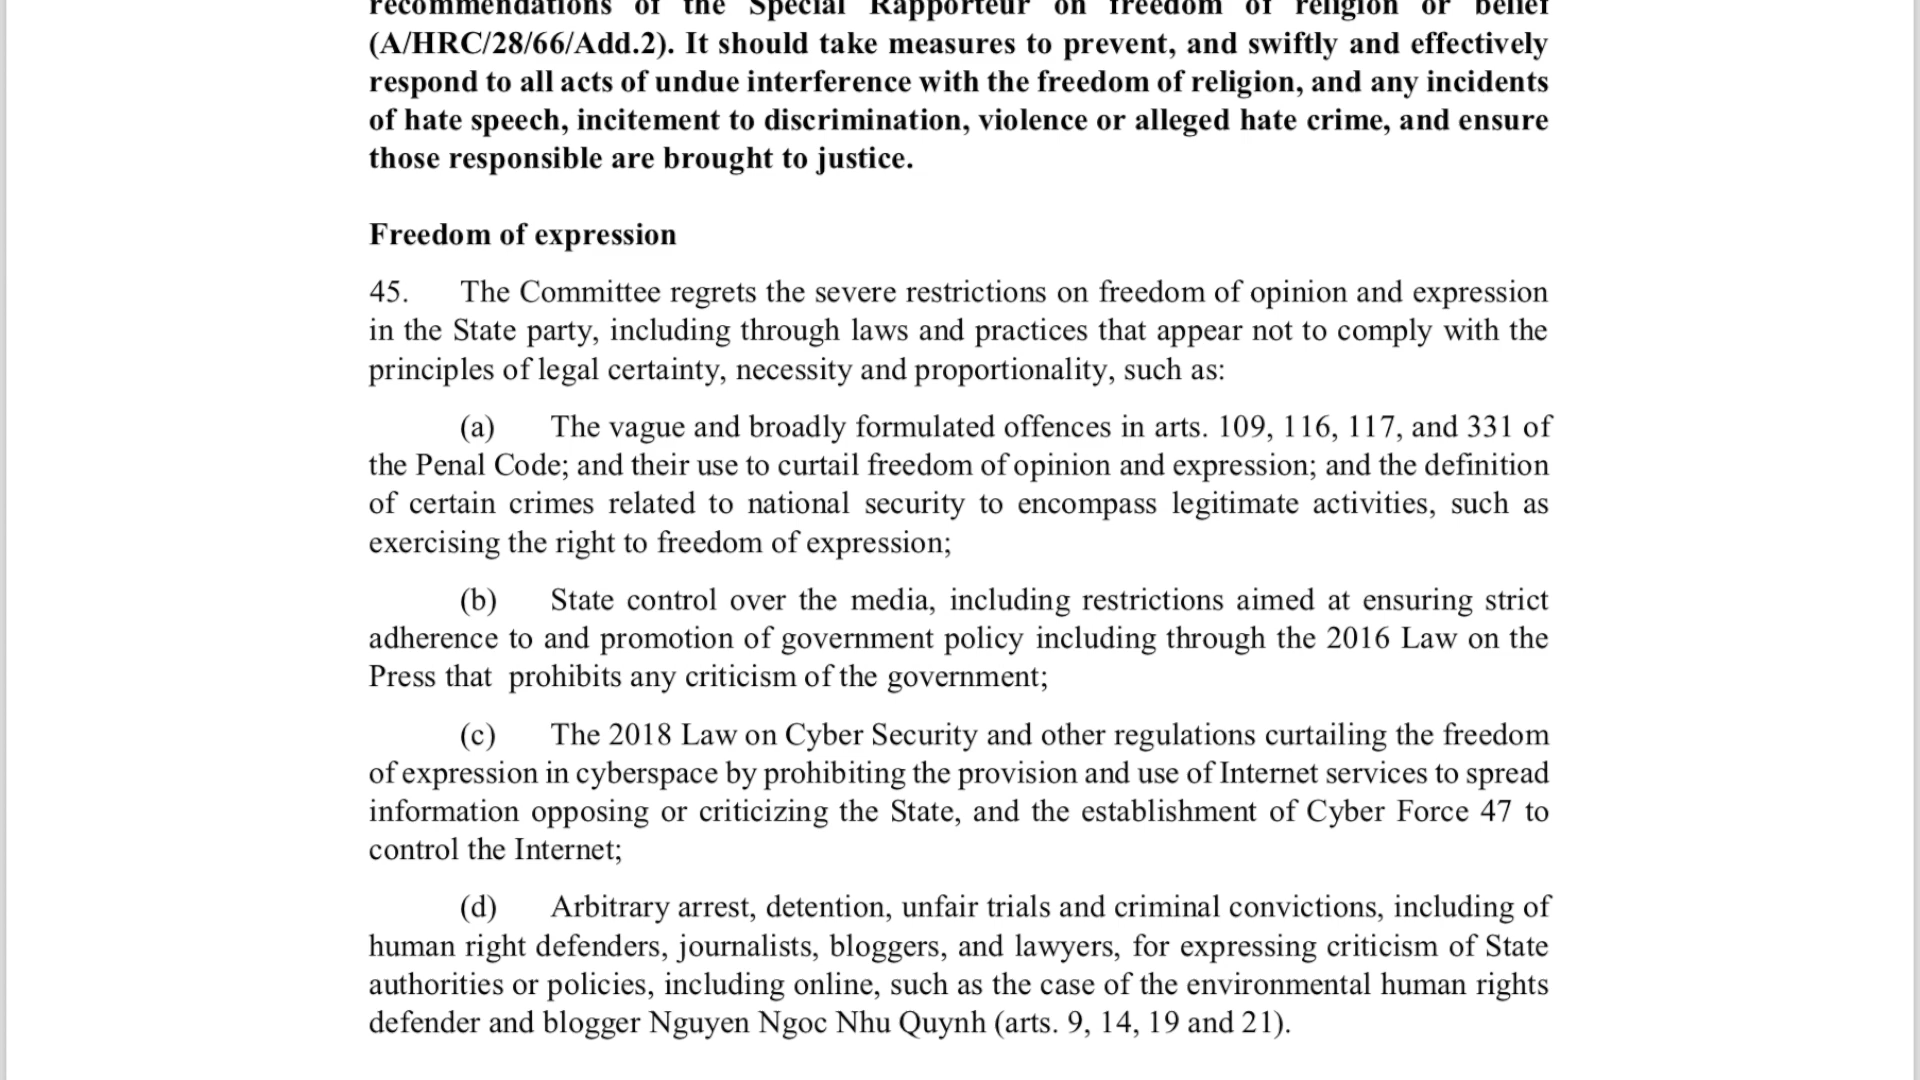 recommendations of the Special Rapporteur on freedom of religion or belief
(A/HRC/28/66/Add.2). It should take measures to prevent, and swiftly and effectively
respond to all acts of undue interference with the freedom of religion, and any incidents
of hate speech, incitement to discrimination, violence or alleged hate crime, and ensure
those responsible are brought to justice.
Freedom of expression
45. The Committee regrets the severe restrictions on freedom of opinion and expression
in the State party, including through laws and practices that appear not to comply with the
principles of legal certainty, necessity and proportionality, such as:
(a) The vague and broadly formulated offences in arts. 109, 116, 117, and 331 of
the Penal Code; and their use to curtail freedom of opinion and expression; and the definition
of certain crimes related to national security to encompass legitimate activities, such as
exercising the right to freedom of expression;
(b) State control over the media, including restrictions aimed at ensuring strict
adherence to and promotion of government policy including through the 2016 Law on the
Press that prohibits any criticism of the government;
(c) The 2018 Law on Cyber Security and other regulations curtailing the freedom
of expression in cyberspace by prohibiting the provision and use of Internet services to spread
information opposing or criticizing the State, and the establishment of Cyber Force 47 to
control the Internet;
(d) Arbitrary arrest, detention, unfair trials and criminal convictions, including of
human right defenders, journalists, bloggers, and lawyers, for expressing criticism of State
authorities or policies, including online, such as the case of the environmental human rights
defender and blogger Nguyen Ngoc Nhu Quynh (arts. 9, 14, 19 and 21).